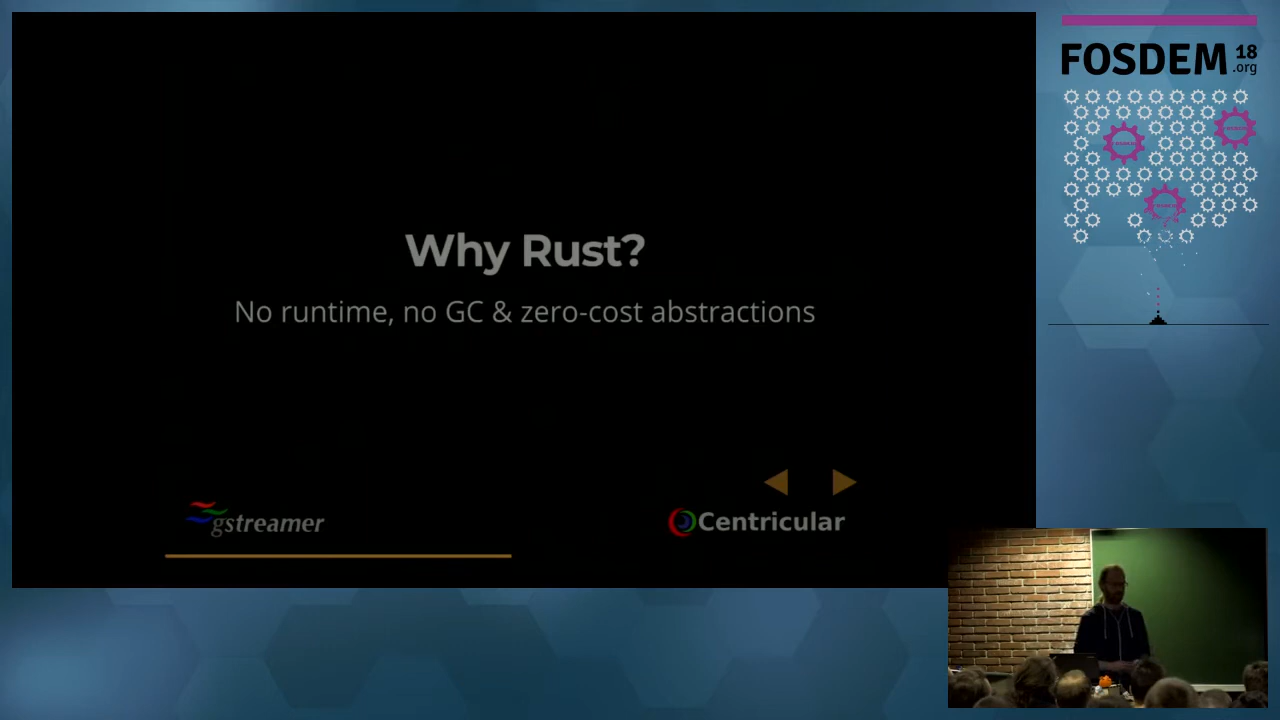 Why Rust?
No runtime, no GC & zero-cost abstractions
gstreamer
Centricular
FOSDEM 18
.org